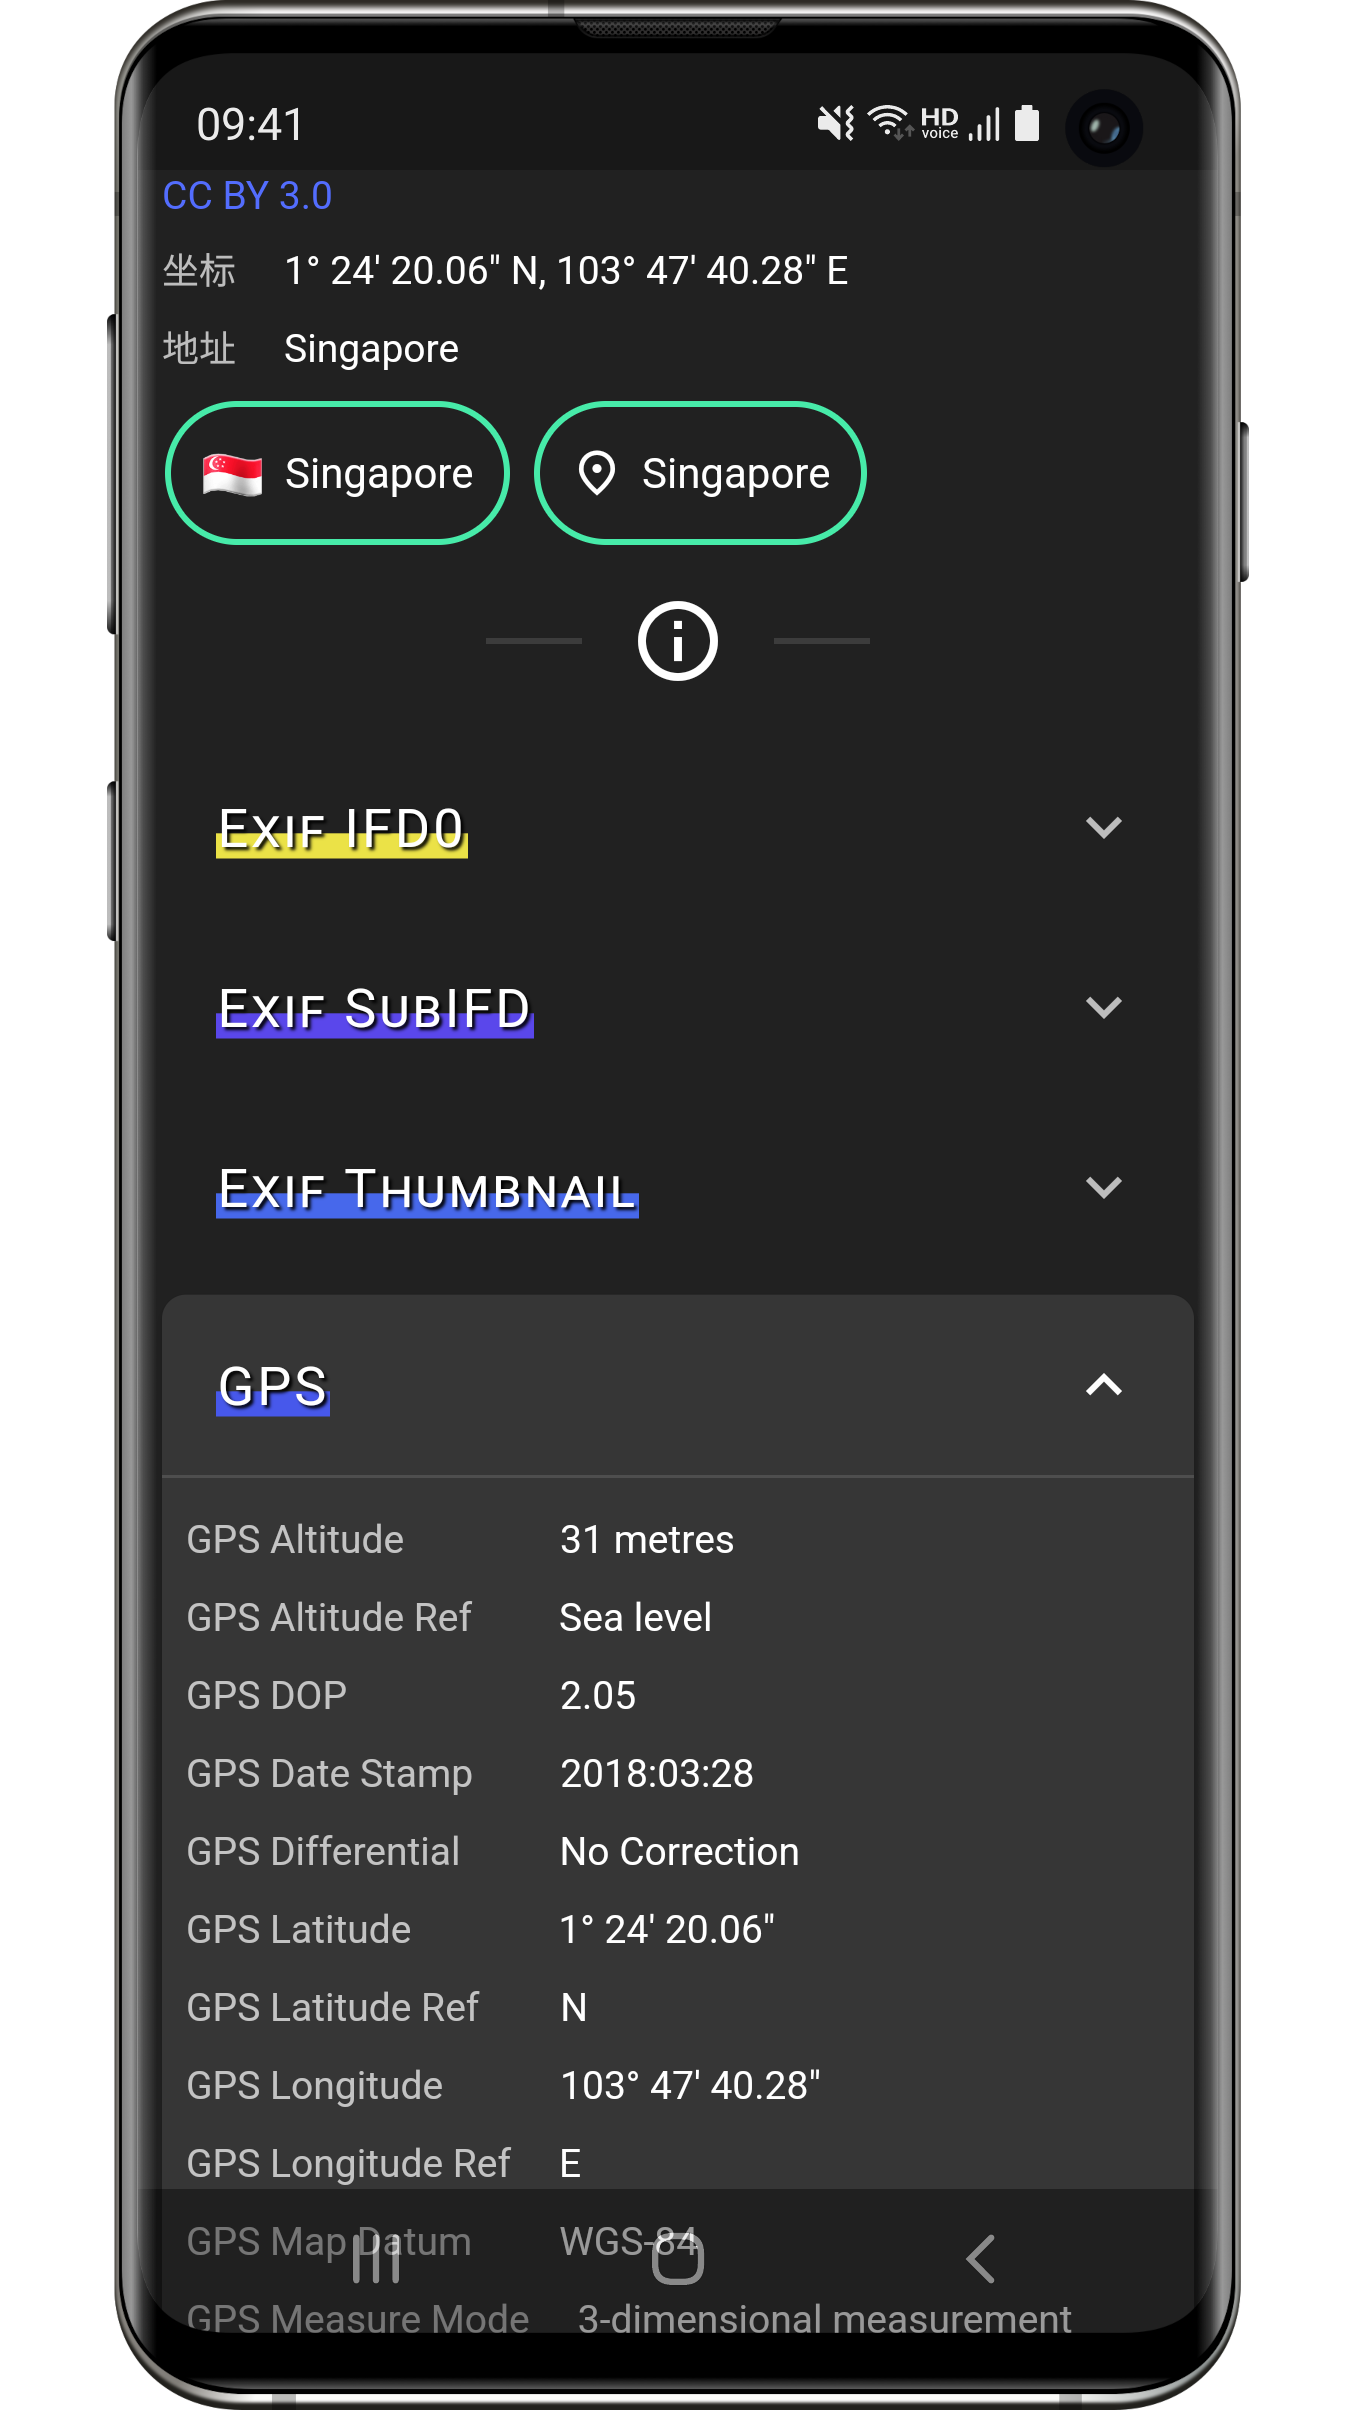 09:41
HD voice
CC BY 3.0
坐标 1° 24' 20.06" N, 103° 47' 40.28" E
地址 Singapore
Singapore Singapore
Exif IFD0
Exif SubIFD
Exif Thumbnail
GPS
GPS Altitude 31 metres
GPS Altitude Ref Sea level
GPS DOP 2.05
GPS Date Stamp 2018:03:28
GPS Differential No Correction
GPS Latitude 1° 24' 20.06"
GPS Latitude Ref N
GPS Longitude 103° 47' 40.28"
GPS Longitude Ref E
GPS Map Datum WGS-84
GPS Measure Mode 3-dimensional measurement